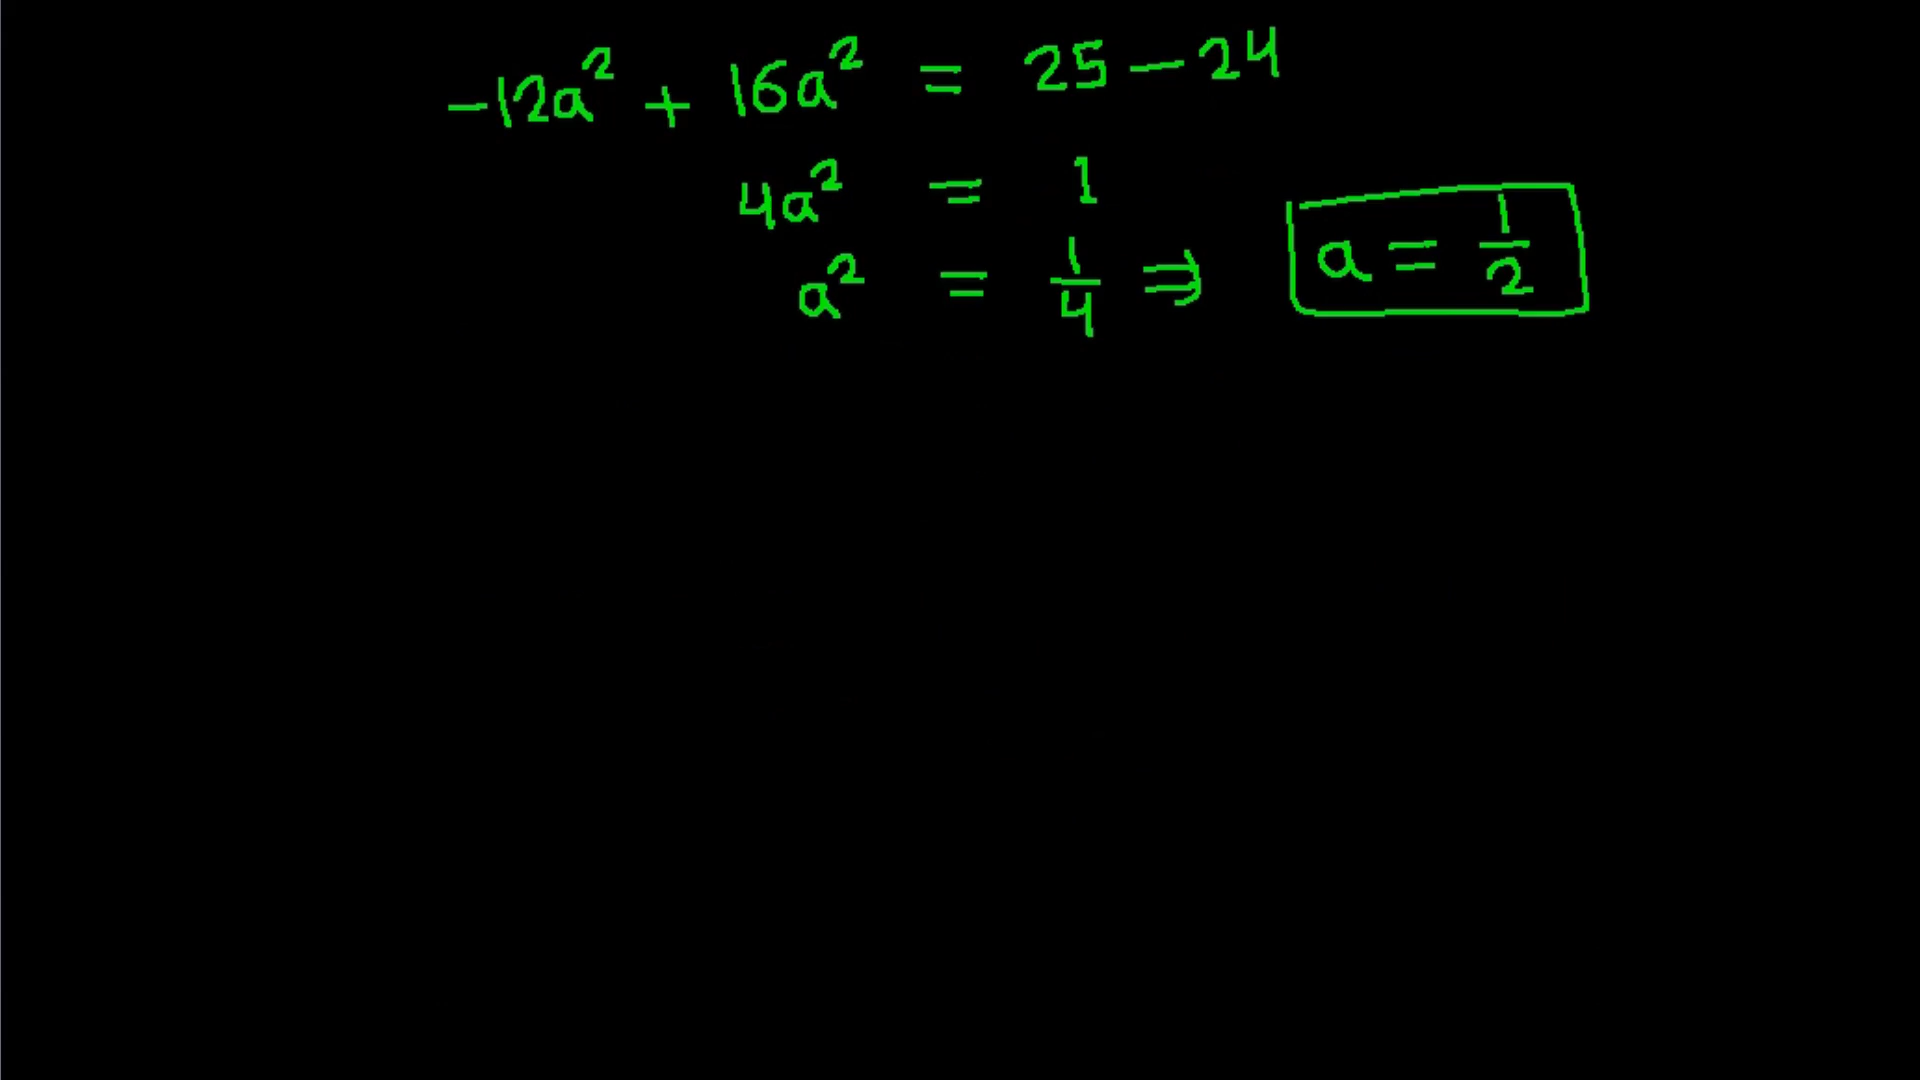 -12a² + 16a² = 25 - 24
4a² = 1
a² = 1/4 ⇒ a = 1/2